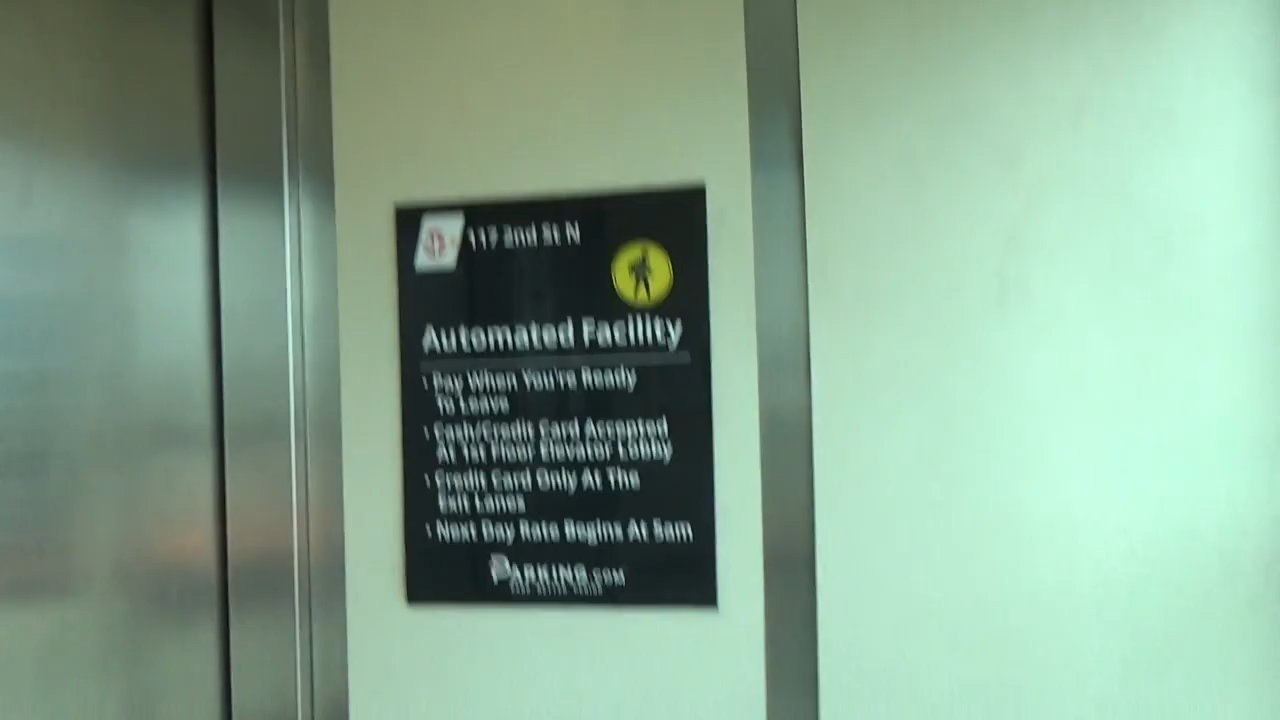 117 2nd St N
Automated Facility
Pay When You're Ready
To Leave
Cash/Credit Card Accepted
At 1st Floor Elevator Lobby
Credit Card Only At The
Exit Lanes
Next Day Rate Begins At 5am
PARKING.COM